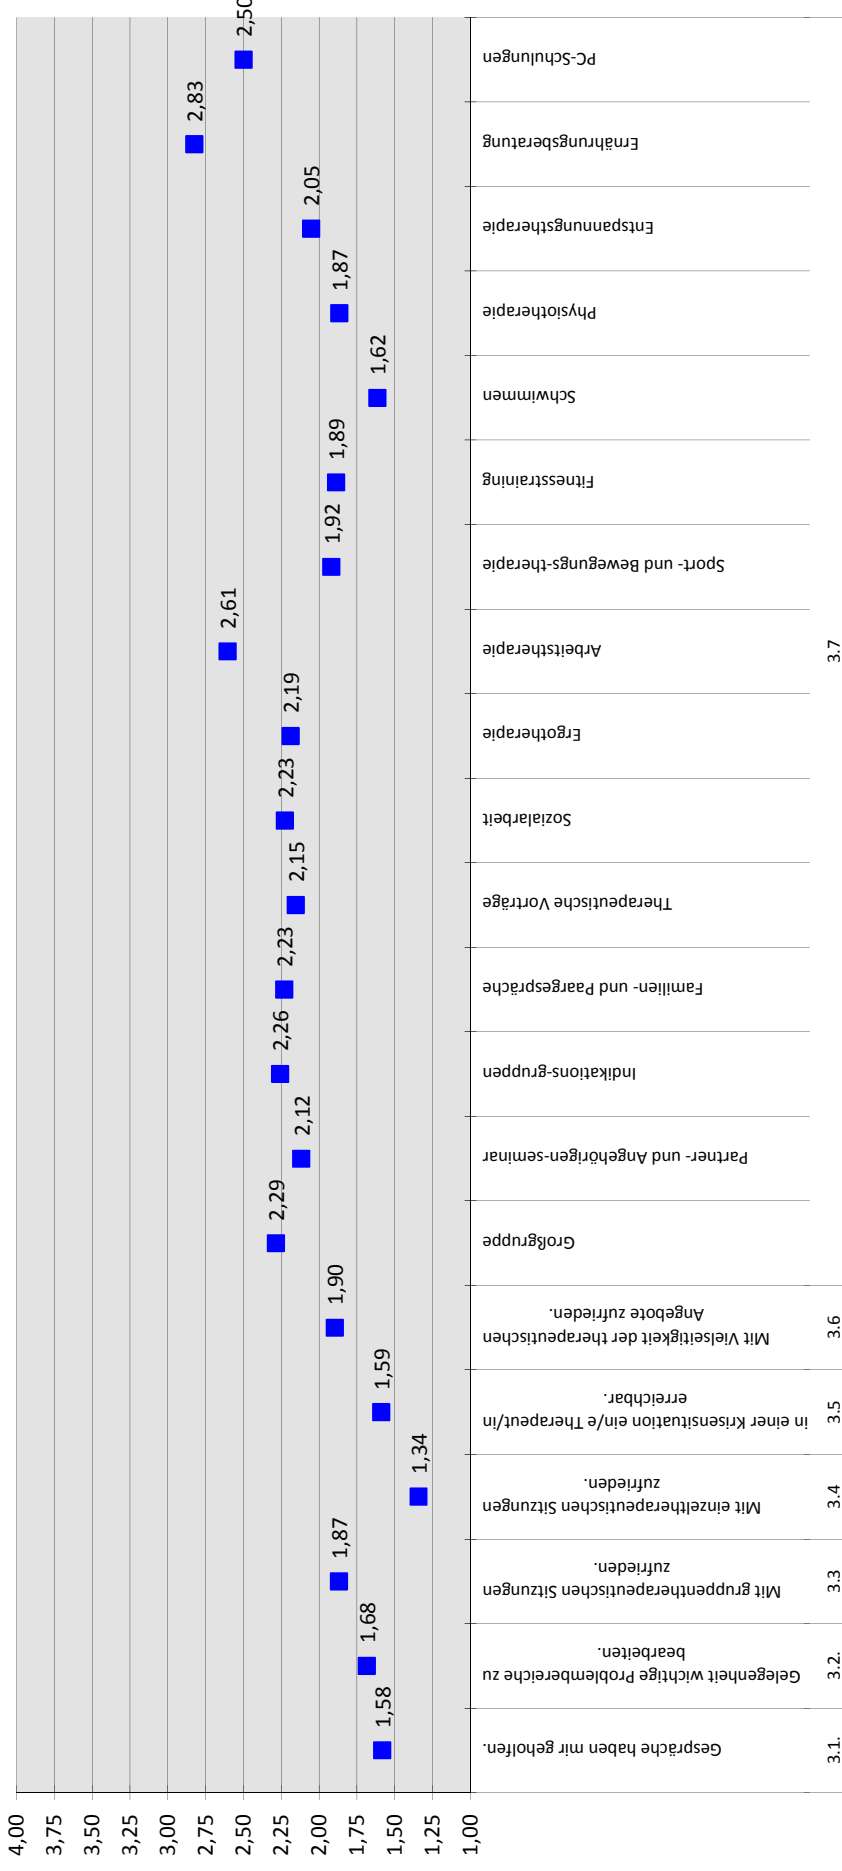 4,00
3,75
3,50
3,25
3,00
2,75
2,50
2,25
2,00
1,75
1,50
1,25
1,00
1,58
1,68
1,87
1,34
1,59
1,90
2,29
2,12
2,26
2,23
2,15
2,23
2,19
2,61
1,92
1,89
1,62
1,87
2,05
2,83
2,50
Gespräche haben mir geholfen.
Gelegenheit wichtige Problembereiche zu
bearbeiten.
Mit gruppentherapeutischen Sitzungen
zufrieden.
Mit einzeltherapeutischen Sitzungen
zufrieden.
in einer Krisensituation ein/e Therapeut/in
erreichbar.
Mit Vielseitigkeit der therapeutischen
Angebote zufrieden.
Großgruppe
Partner- und Angehörigen-seminar
Indikations-gruppen
Familien- und Paargespräche
Therapeutische Vorträge
Sozialarbeit
Ergotherapie
Arbeitstherapie
Sport- und Bewegungs-therapie
Fitnesstraining
Schwimmen
Physiotherapie
Entspannungstherapie
Ernährungsberatung
PC-Schulungen
3.1.
3.2.
3.3
3.4
3.5
3.6
3.7